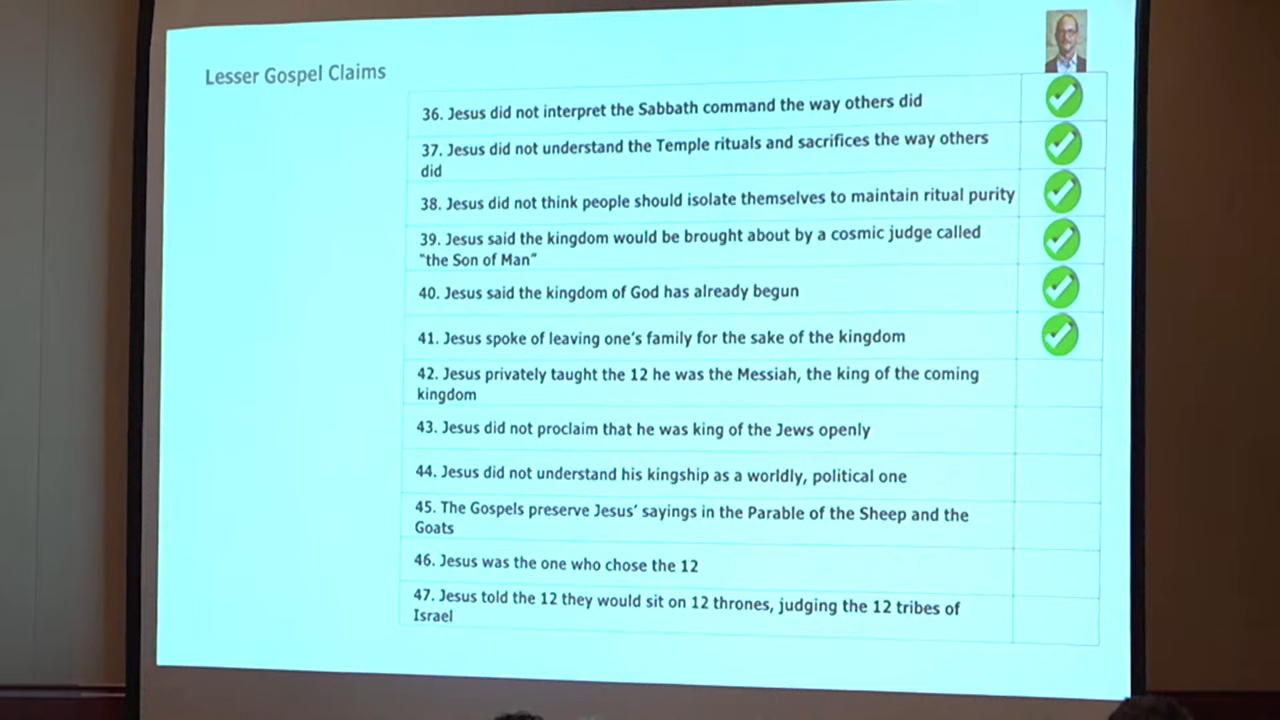 Lesser Gospel Claims
36. Jesus did not interpret the Sabbath command the way others did
37. Jesus did not understand the Temple rituals and sacrifices the way others
did
38. Jesus did not think people should isolate themselves to maintain ritual purity
39. Jesus said the kingdom would be brought about by a cosmic judge called
“the Son of Man”
40. Jesus said the kingdom of God has already begun
41. Jesus spoke of leaving one’s family for the sake of the kingdom
42. Jesus privately taught the 12 he was the Messiah, the king of the coming
kingdom
43. Jesus did not proclaim that he was king of the Jews openly
44. Jesus did not understand his kingship as a worldly, political one
45. The Gospels preserve Jesus’ sayings in the Parable of the Sheep and the
Goats
46. Jesus was the one who chose the 12
47. Jesus told the 12 they would sit on 12 thrones, judging the 12 tribes of
Israel